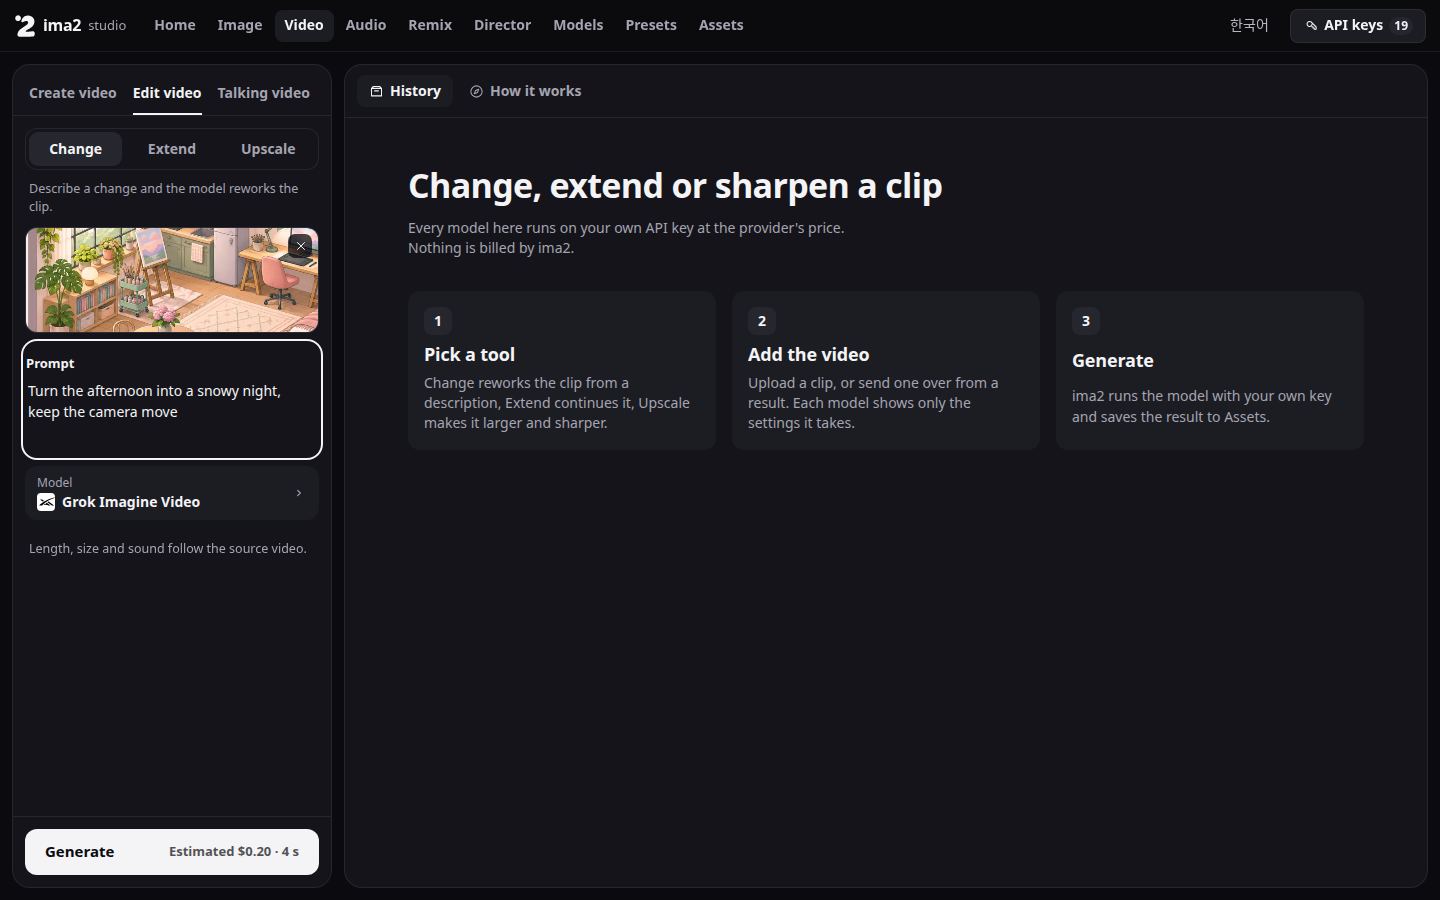 ima2 studio
Home
Image
Video
Audio
Remix
Director
Models
Presets
Assets
한국어
API keys 19
Create video
Edit video
Talking video
Change
Extend
Upscale
Describe a change and the model reworks the
clip.
Prompt
Turn the afternoon into a snowy night,
keep the camera move
Model
Grok Imagine Video
Length, size and sound follow the source video.
Generate
Estimated $0.20 · 4 s
History
How it works
Change, extend or sharpen a clip
Every model here runs on your own API key at the provider's price.
Nothing is billed by ima2.
1
Pick a tool
Change reworks the clip from a
description, Extend continues it, Upscale
makes it larger and sharper.
2
Add the video
Upload a clip, or send one over from a
result. Each model shows only the
settings it takes.
3
Generate
ima2 runs the model with your own key
and saves the result to Assets.